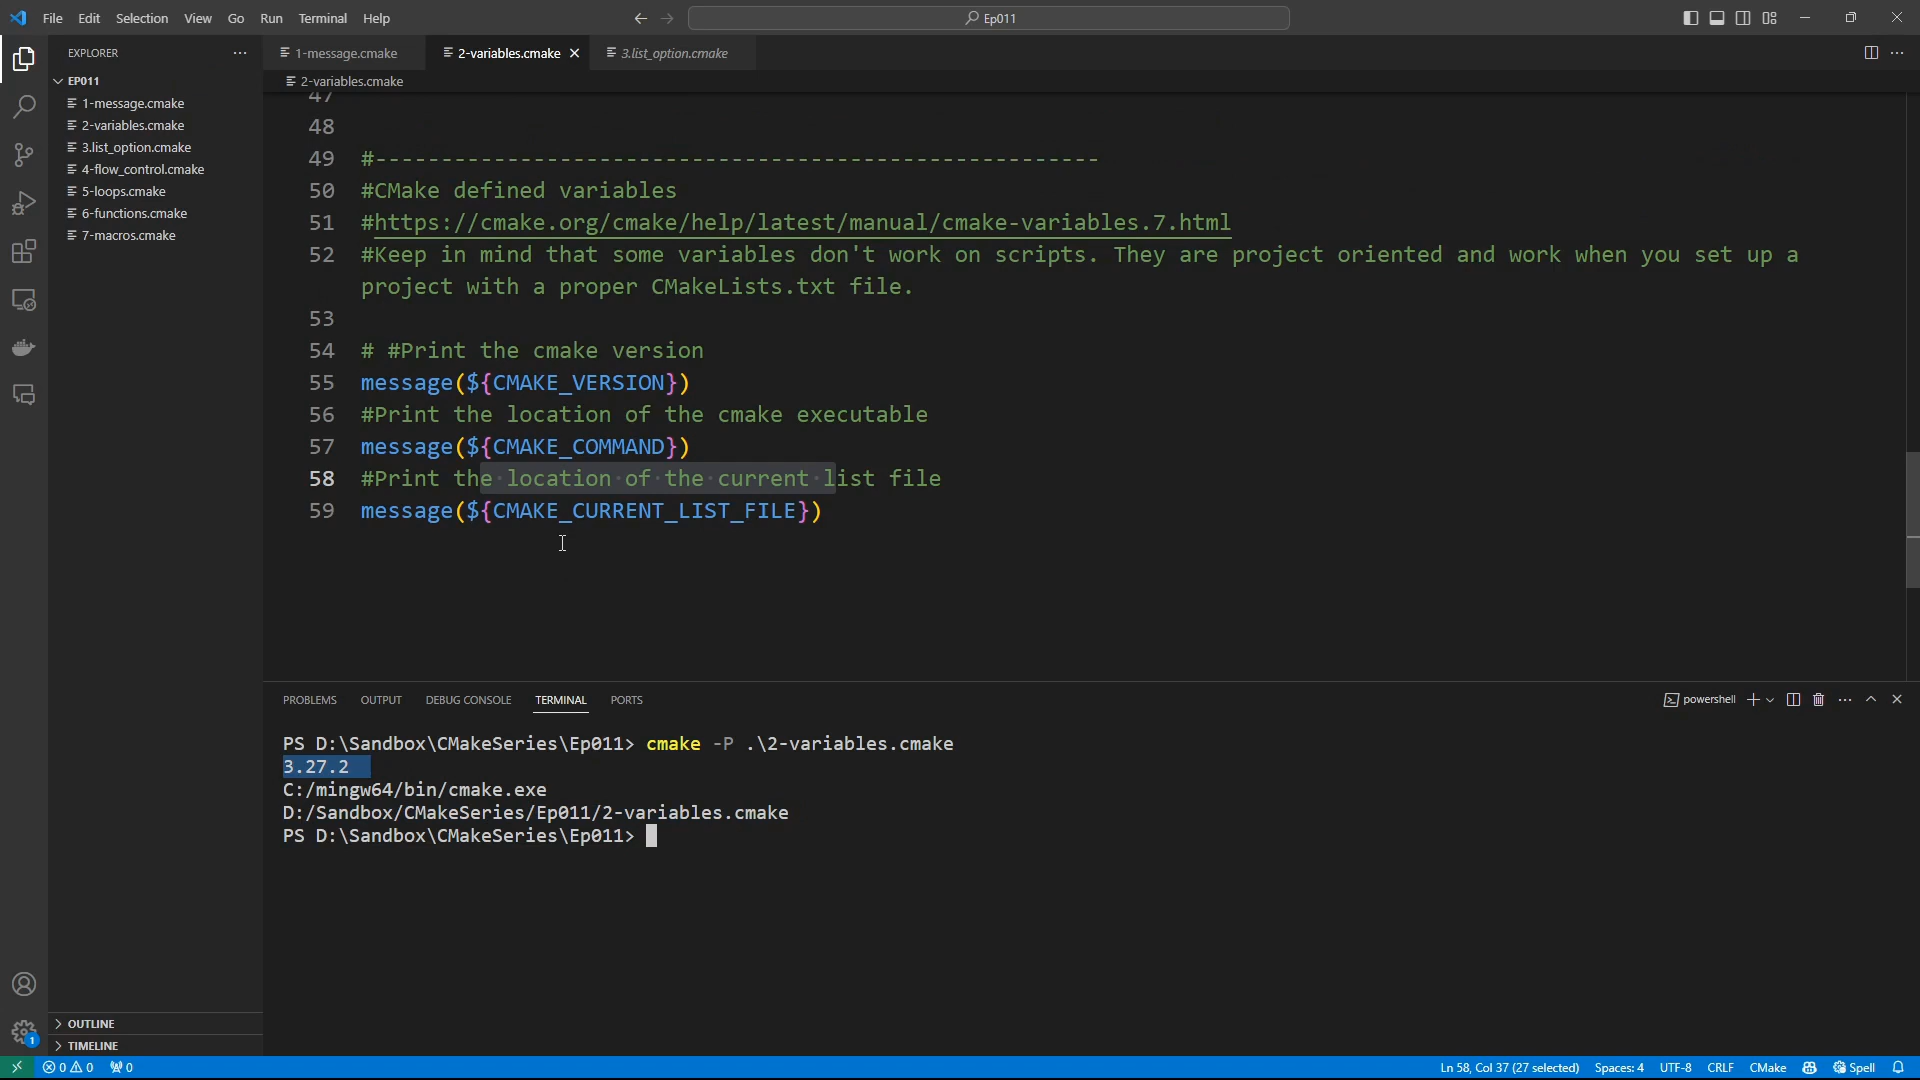 File Edit Selection View Go Run Terminal Help
Ep011
EXPLORER
1-message.cmake
2-variables.cmake
3.list_option.cmake
2-variables.cmake
EP011
1-message.cmake
2-variables.cmake
3.list_option.cmake
4-flow_control.cmake
5-loops.cmake
6-functions.cmake
7-macros.cmake
47
48
49 #-------------------------------------------------------
50 #CMake defined variables
51 #https://cmake.org/cmake/help/latest/manual/cmake-variables.7.html
52 #Keep in mind that some variables don't work on scripts. They are project oriented and work when you set up a
project with a proper CMakeLists.txt file.
53
54 # #Print the cmake version
55 message(${CMAKE_VERSION})
56 #Print the location of the cmake executable
57 message(${CMAKE_COMMAND})
58 #Print the location of the current list file
59 message(${CMAKE_CURRENT_LIST_FILE})
PROBLEMS OUTPUT DEBUG CONSOLE TERMINAL PORTS
powershell
PS D:\Sandbox\CMakeSeries\Ep011> cmake -P .\2-variables.cmake
3.27.2
C:/mingw64/bin/cmake.exe
D:/Sandbox/CMakeSeries/Ep011/2-variables.cmake
PS D:\Sandbox\CMakeSeries\Ep011>
OUTLINE
TIMELINE
1
0 0 0
Ln 58, Col 37 (27 selected) Spaces: 4 UTF-8 CRLF CMake Spell